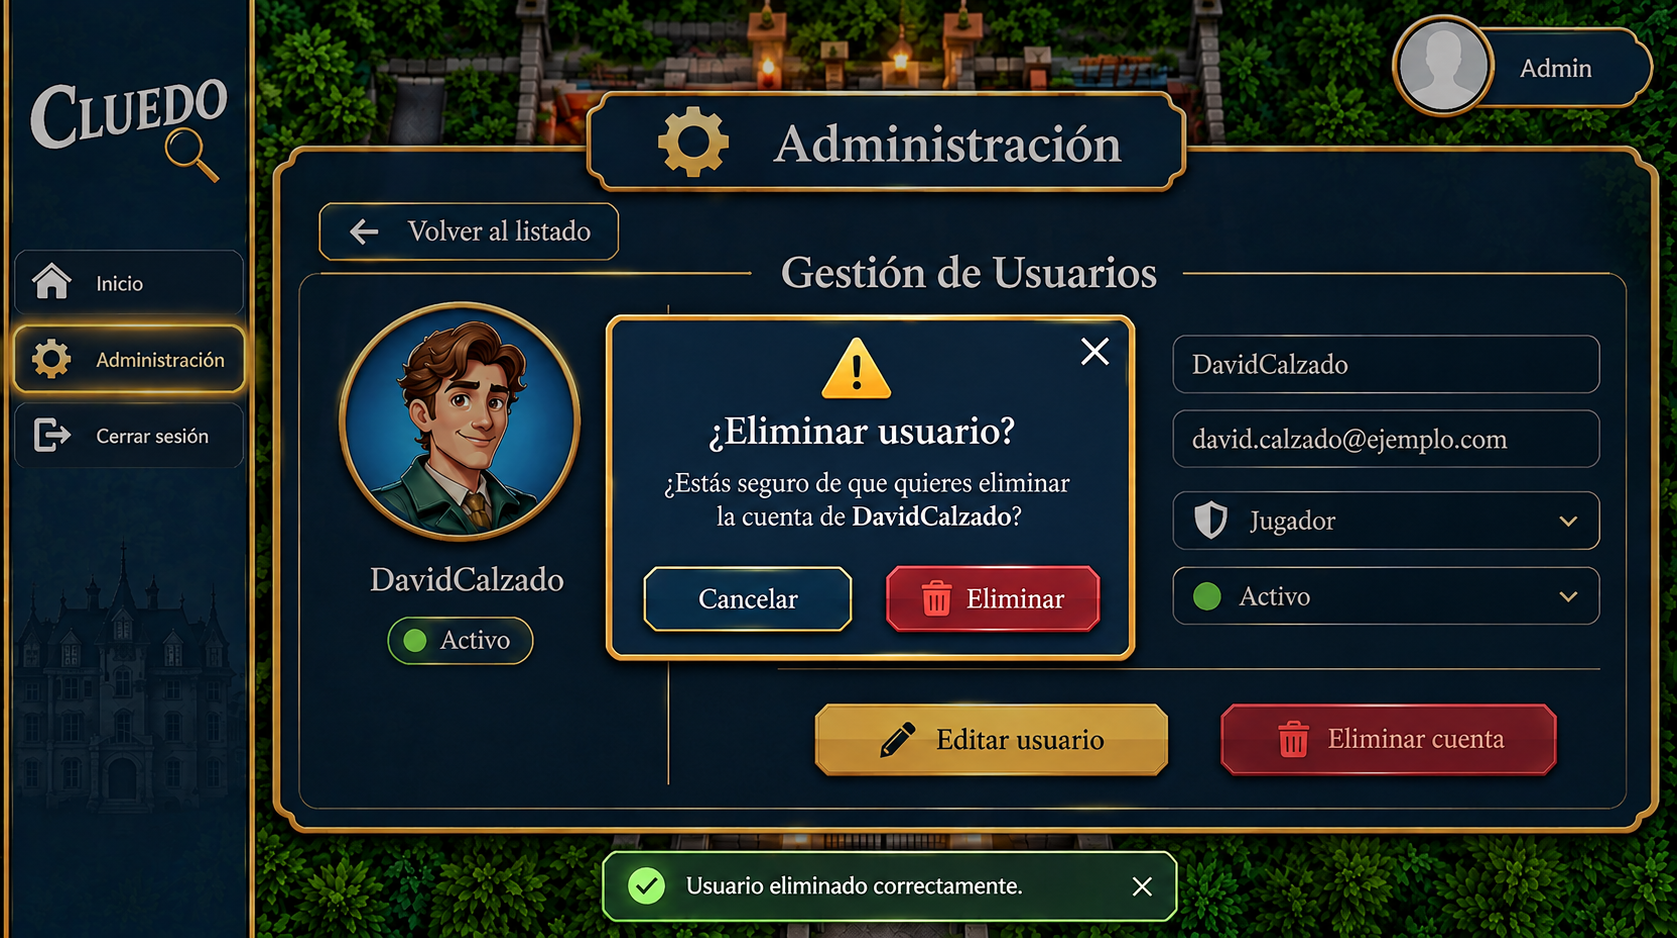 CLUEDO
Inicio
Administración
Cerrar sesión
Admin
Administración
Volver al listado
Gestión de Usuarios
DavidCalzado
Activo
¿Eliminar usuario?
¿Estás seguro de que quieres eliminar
la cuenta de DavidCalzado?
Cancelar
Eliminar
DavidCalzado
david.calzado@ejemplo.com
Jugador
Activo
Editar usuario
Eliminar cuenta
Usuario eliminado correctamente.